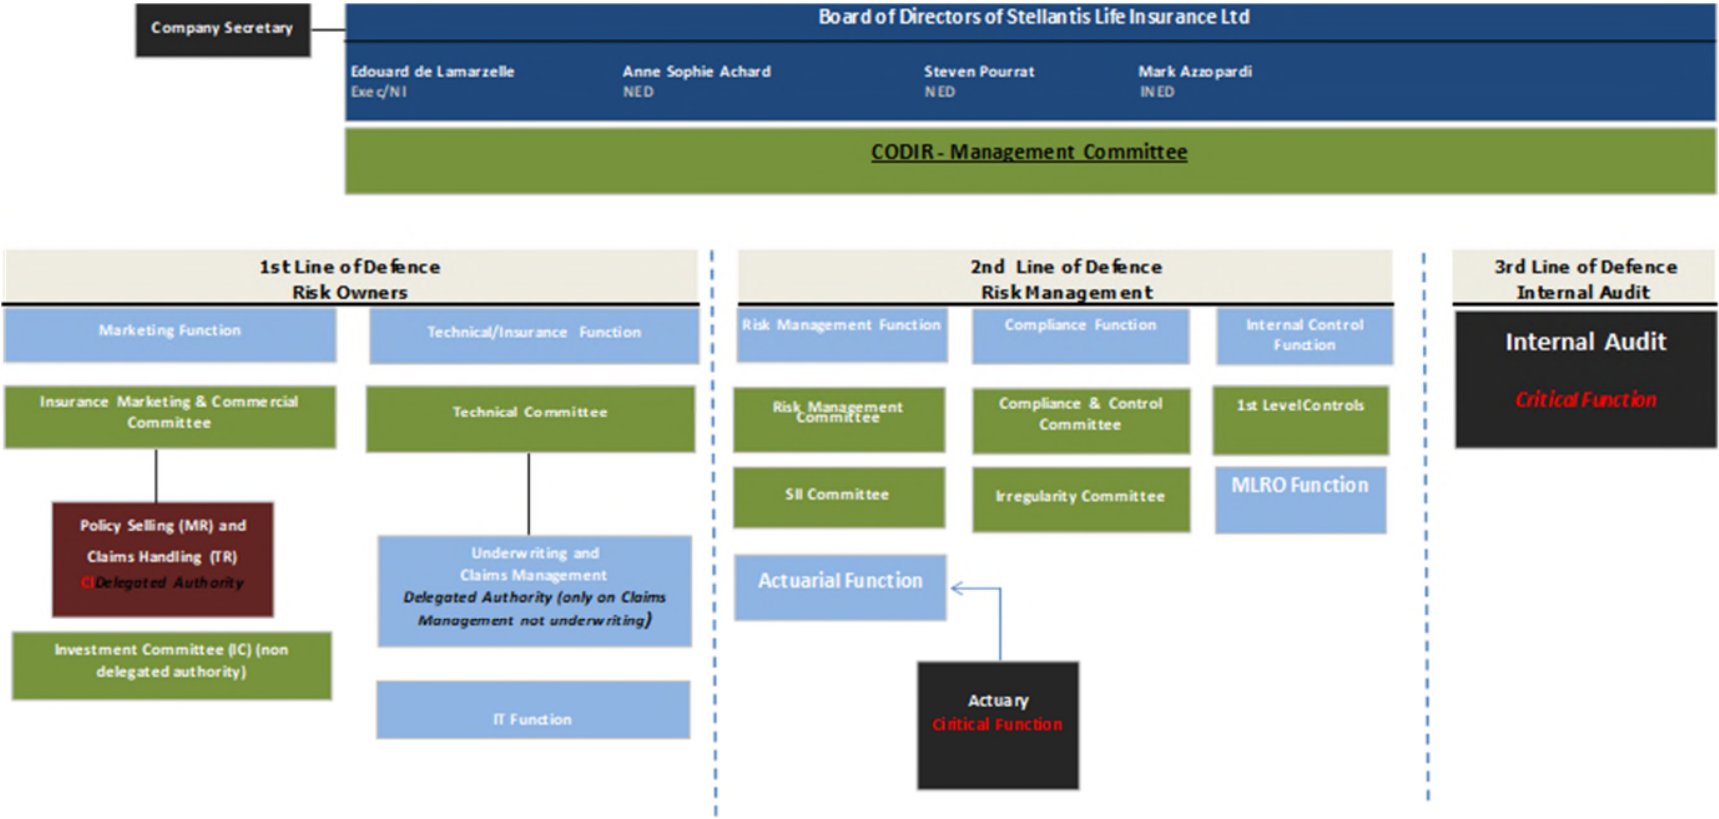 Company Secretary
Board of Directors of Stellantis Life Insurance Ltd
Edouard de Lamarzelle
Exec/NI
Anne Sophie Achard
NED
Steven Pourrat
NED
Mark Azzopardi
INED
CODIR - Management Committee
1st Line of Defence
Risk Owners
2nd Line of Defence
Risk Management
3rd Line of Defence
Internal Audit
Marketing Function
Technical/Insurance Function
Risk Management Function
Compliance Function
Internal Control
Function
Internal Audit
Critical Function
Insurance Marketing & Commercial
Committee
Technical Committee
Risk Management
Committee
Compliance & Control
Committee
1st Level Controls
SII Committee
Irregularity Committee
MLRO Function
Policy Selling (MR) and
Claims Handling (TR)
CIDelegated Authority
Underwriting and
Claims Management
Delegated Authority (only on Claims
Management not underwriting)
Actuarial Function
Investment Committee (IC) (non
delegated authority)
IT Function
Actuary
Ciritical Function